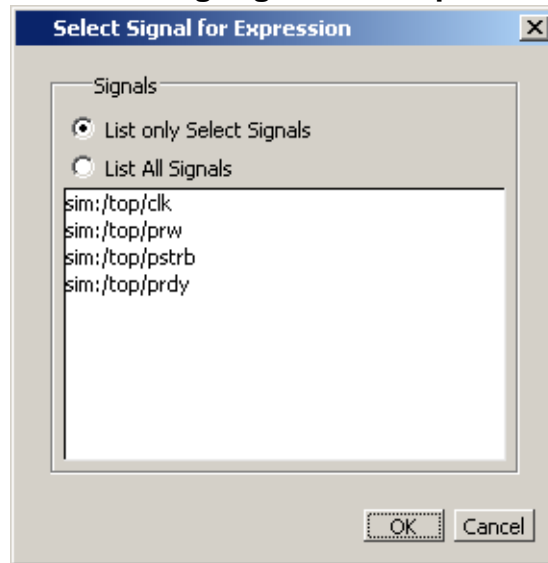 Select Signal for Expression
Signals
List only Select Signals
List All Signals
sim:/top/clk
sim:/top/prw
sim:/top/pstrb
sim:/top/prdy
OK Cancel